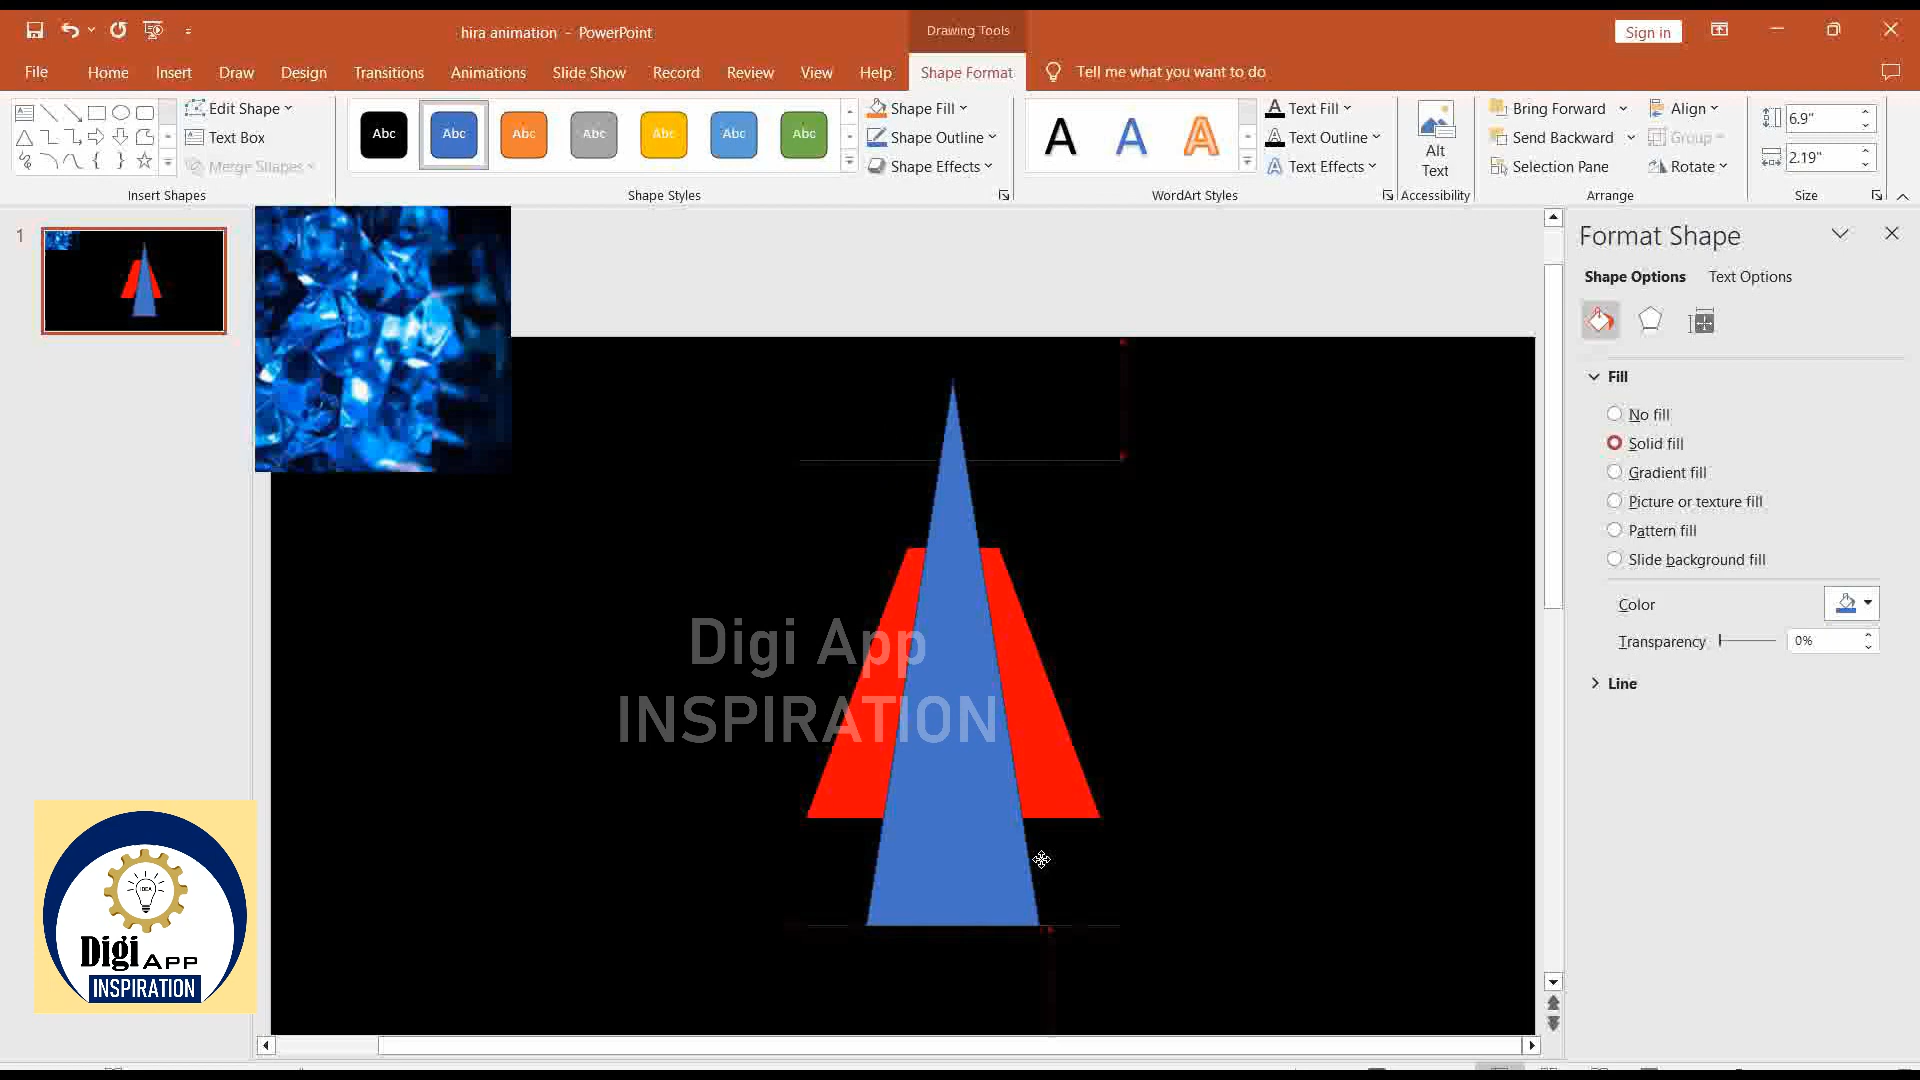 hira animation - PowerPoint
Drawing Tools
Sign in
File Home Insert Draw Design Transitions Animations Slide Show Record Review View Help Shape Format Tell me what you want to do
Edit Shape
Text Box
Merge Shapes
Insert Shapes
Abc Abc Abc Abc Abc Abc Abc
Shape Fill
Shape Outline
Shape Effects
Shape Styles
A A A
Text Fill
Text Outline
Text Effects
WordArt Styles
Alt
Text
Accessibility
Bring Forward
Send Backward
Selection Pane
Align
Group
Rotate
Arrange
6.9"
2.19"
Size
1
Format Shape
Shape Options Text Options
Fill
No fill
Solid fill
Gradient fill
Picture or texture fill
Pattern fill
Slide background fill
Color
Transparency 0%
Line
Digi App
INSPIRATION
IDEA
Digi APP
INSPIRATION